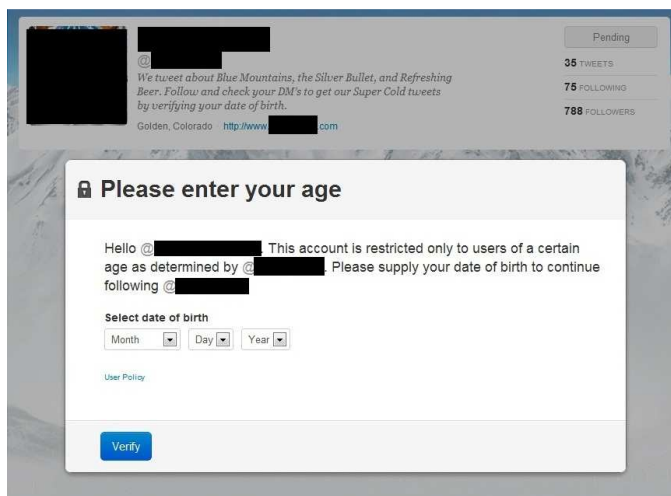 Pending
@
We tweet about Blue Mountains, the Silver Bullet, and Refreshing
Beer. Follow and check your DM's to get our Super Cold tweets
by verifying your date of birth.
Golden, Colorado http://www. .com
35 TWEETS
75 FOLLOWING
788 FOLLOWERS
Please enter your age
Hello @ . This account is restricted only to users of a certain
age as determined by @ . Please supply your date of birth to continue
following @
Select date of birth
Month Day Year
User Policy
Verify